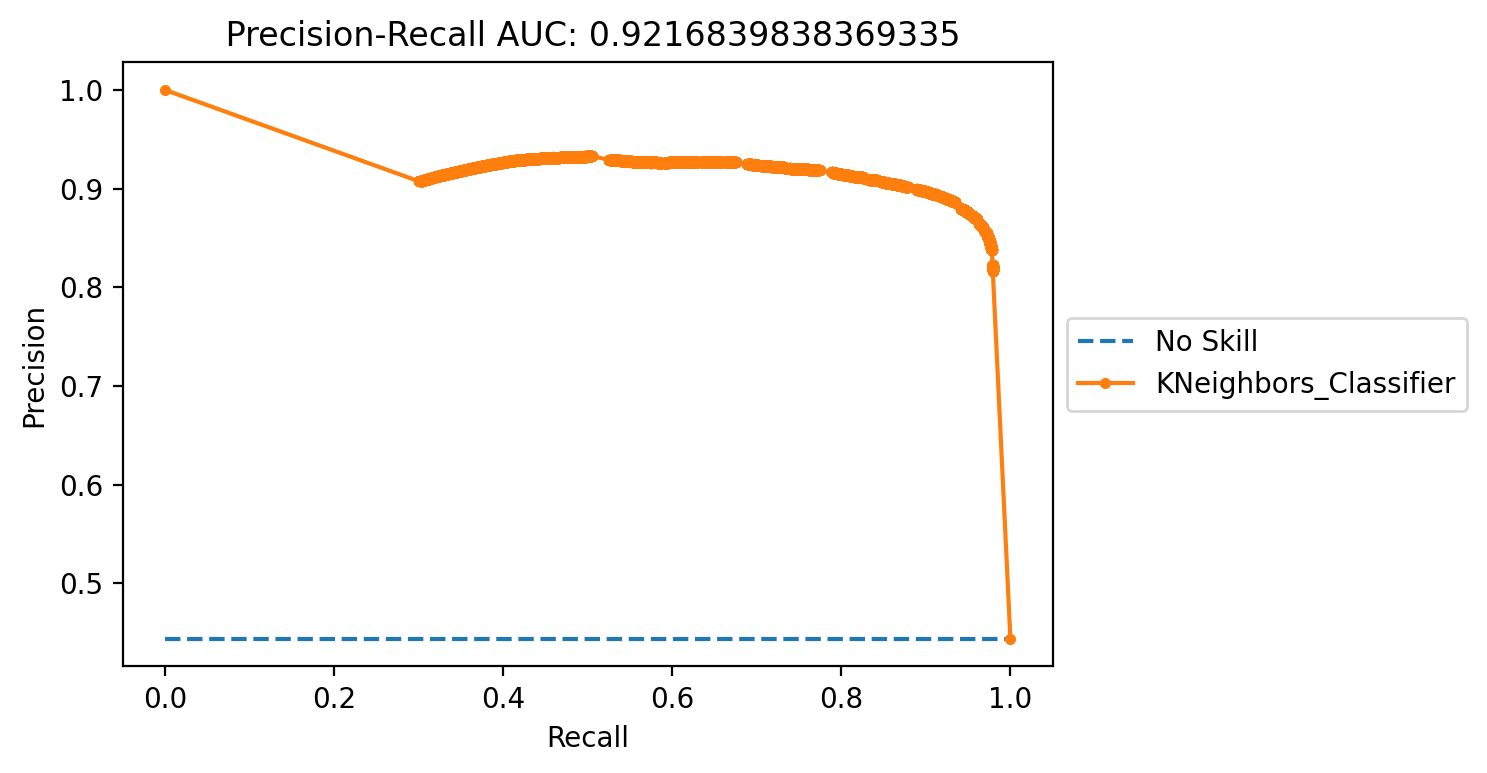 Precision-Recall AUC: 0.9216839838369335
1.0
0.9
0.8
0.7
0.6
0.5
Precision
0.0 0.2 0.4 0.6 0.8 1.0
Recall
No Skill
KNeighbors_Classifier